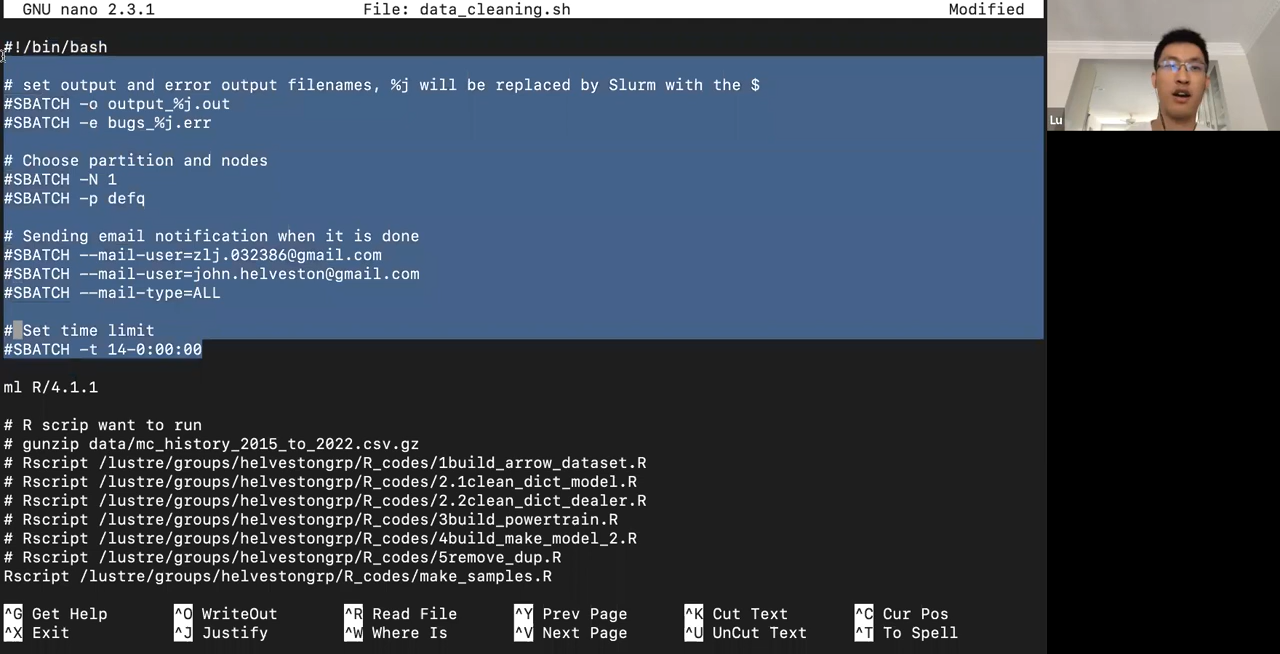 GNU nano 2.3.1 File: data_cleaning.sh Modified
#!/bin/bash
# set output and error output filenames, %j will be replaced by Slurm with the $
#SBATCH -o output_%j.out
#SBATCH -e bugs_%j.err
# Choose partition and nodes
#SBATCH -N 1
#SBATCH -p defq
# Sending email notification when it is done
#SBATCH --mail-user=zlj.032386@gmail.com
#SBATCH --mail-user=john.helveston@gmail.com
#SBATCH --mail-type=ALL
# Set time limit
#SBATCH -t 14-0:00:00
ml R/4.1.1
# R scrip want to run
# gunzip data/mc_history_2015_to_2022.csv.gz
# Rscript /lustre/groups/helvestongrp/R_codes/1build_arrow_dataset.R
# Rscript /lustre/groups/helvestongrp/R_codes/2.1clean_dict_model.R
# Rscript /lustre/groups/helvestongrp/R_codes/2.2clean_dict_dealer.R
# Rscript /lustre/groups/helvestongrp/R_codes/3build_powertrain.R
# Rscript /lustre/groups/helvestongrp/R_codes/4build_make_model_2.R
# Rscript /lustre/groups/helvestongrp/R_codes/5remove_dup.R
Rscript /lustre/groups/helvestongrp/R_codes/make_samples.R
^G Get Help ^O WriteOut ^R Read File ^Y Prev Page ^K Cut Text ^C Cur Pos
^X Exit ^J Justify ^W Where Is ^V Next Page ^U UnCut Text ^T To Spell
Lu